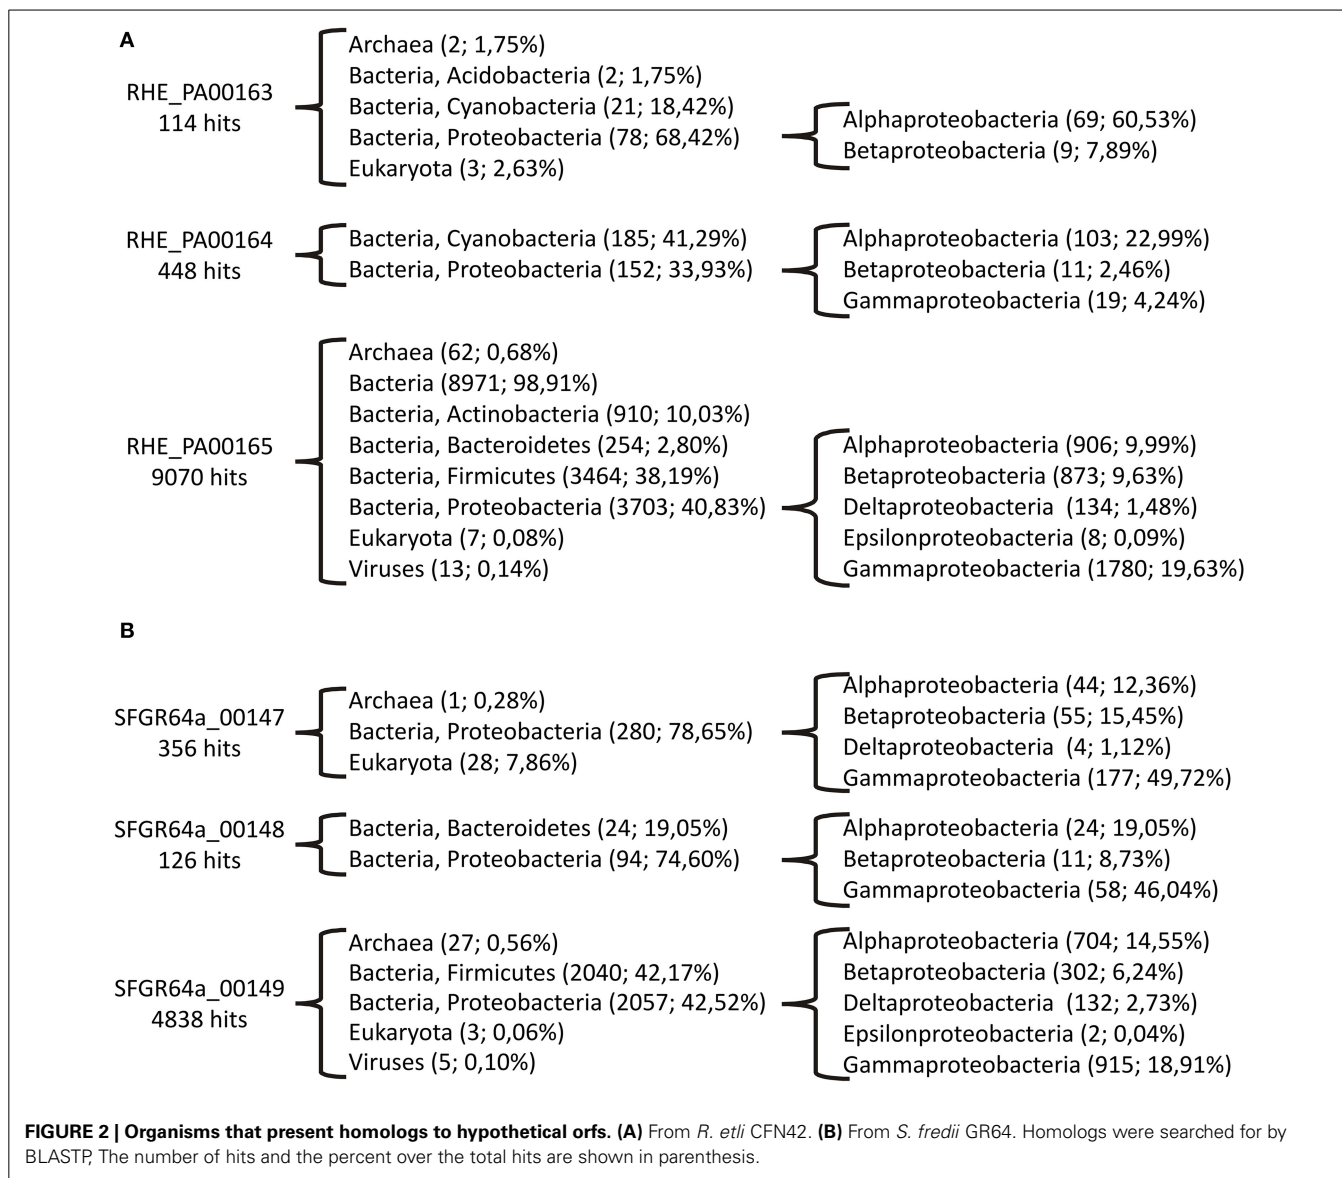 A
RHE_PA00163
114 hits
Archaea (2; 1,75%)
Bacteria, Acidobacteria (2; 1,75%)
Bacteria, Cyanobacteria (21; 18,42%)
Bacteria, Proteobacteria (78; 68,42%)
Eukaryota (3; 2,63%)
Alphaproteobacteria (69; 60,53%)
Betaproteobacteria (9; 7,89%)
RHE_PA00164
448 hits
Bacteria, Cyanobacteria (185; 41,29%)
Bacteria, Proteobacteria (152; 33,93%)
Alphaproteobacteria (103; 22,99%)
Betaproteobacteria (11; 2,46%)
Gammaproteobacteria (19; 4,24%)
RHE_PA00165
9070 hits
Archaea (62; 0,68%)
Bacteria (8971; 98,91%)
Bacteria, Actinobacteria (910; 10,03%)
Bacteria, Bacteroidetes (254; 2,80%)
Bacteria, Firmicutes (3464; 38,19%)
Bacteria, Proteobacteria (3703; 40,83%)
Eukaryota (7; 0,08%)
Viruses (13; 0,14%)
Alphaproteobacteria (906; 9,99%)
Betaproteobacteria (873; 9,63%)
Deltaproteobacteria (134; 1,48%)
Epsilonproteobacteria (8; 0,09%)
Gammaproteobacteria (1780; 19,63%)
B
SFGR64a_00147
356 hits
Archaea (1; 0,28%)
Bacteria, Proteobacteria (280; 78,65%)
Eukaryota (28; 7,86%)
Alphaproteobacteria (44; 12,36%)
Betaproteobacteria (55; 15,45%)
Deltaproteobacteria (4; 1,12%)
Gammaproteobacteria (177; 49,72%)
SFGR64a_00148
126 hits
Bacteria, Bacteroidetes (24; 19,05%)
Bacteria, Proteobacteria (94; 74,60%)
Alphaproteobacteria (24; 19,05%)
Betaproteobacteria (11; 8,73%)
Gammaproteobacteria (58; 46,04%)
SFGR64a_00149
4838 hits
Archaea (27; 0,56%)
Bacteria, Firmicutes (2040; 42,17%)
Bacteria, Proteobacteria (2057; 42,52%)
Eukaryota (3; 0,06%)
Viruses (5; 0,10%)
Alphaproteobacteria (704; 14,55%)
Betaproteobacteria (302; 6,24%)
Deltaproteobacteria (132; 2,73%)
Epsilonproteobacteria (2; 0,04%)
Gammaproteobacteria (915; 18,91%)
FIGURE 2 | Organisms that present homologs to hypothetical orfs. (A) From R. etli CFN42. (B) From S. fredii GR64. Homologs were searched for by
BLASTP, The number of hits and the percent over the total hits are shown in parenthesis.